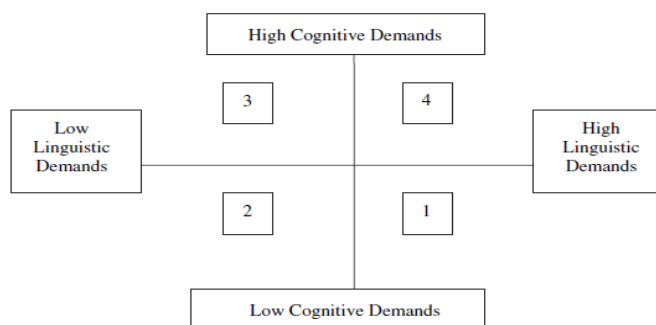 High Cognitive Demands
3
4
Low
Linguistic
Demands
High
Linguistic
Demands
2
1
Low Cognitive Demands